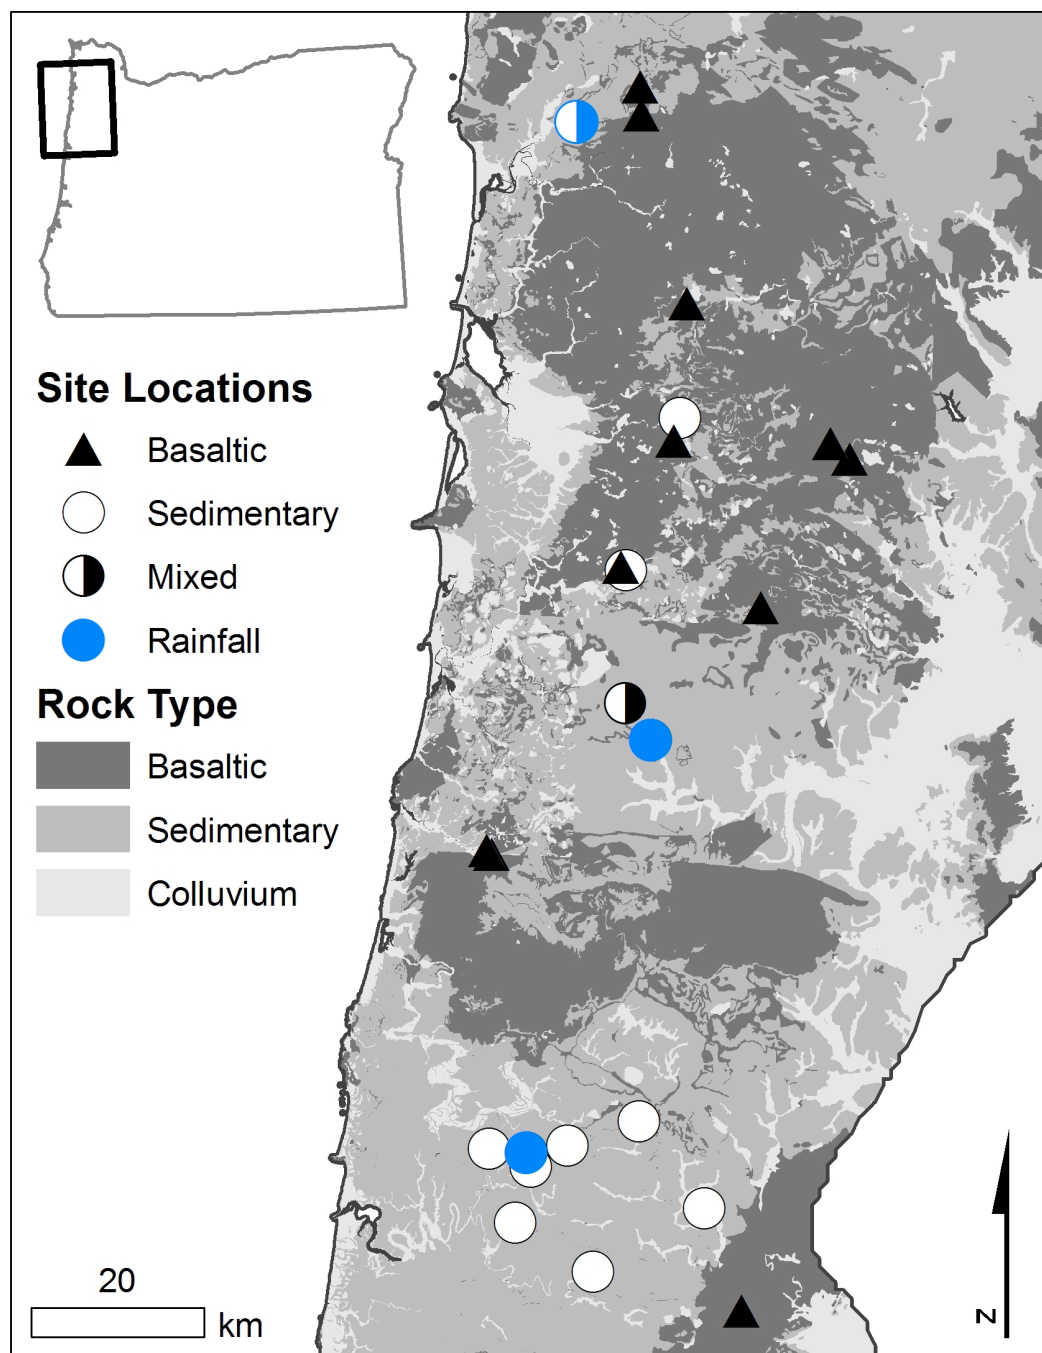 Site Locations
Basaltic
Sedimentary
Mixed
Rainfall
Rock Type
Basaltic
Sedimentary
Colluvium
20
km
N